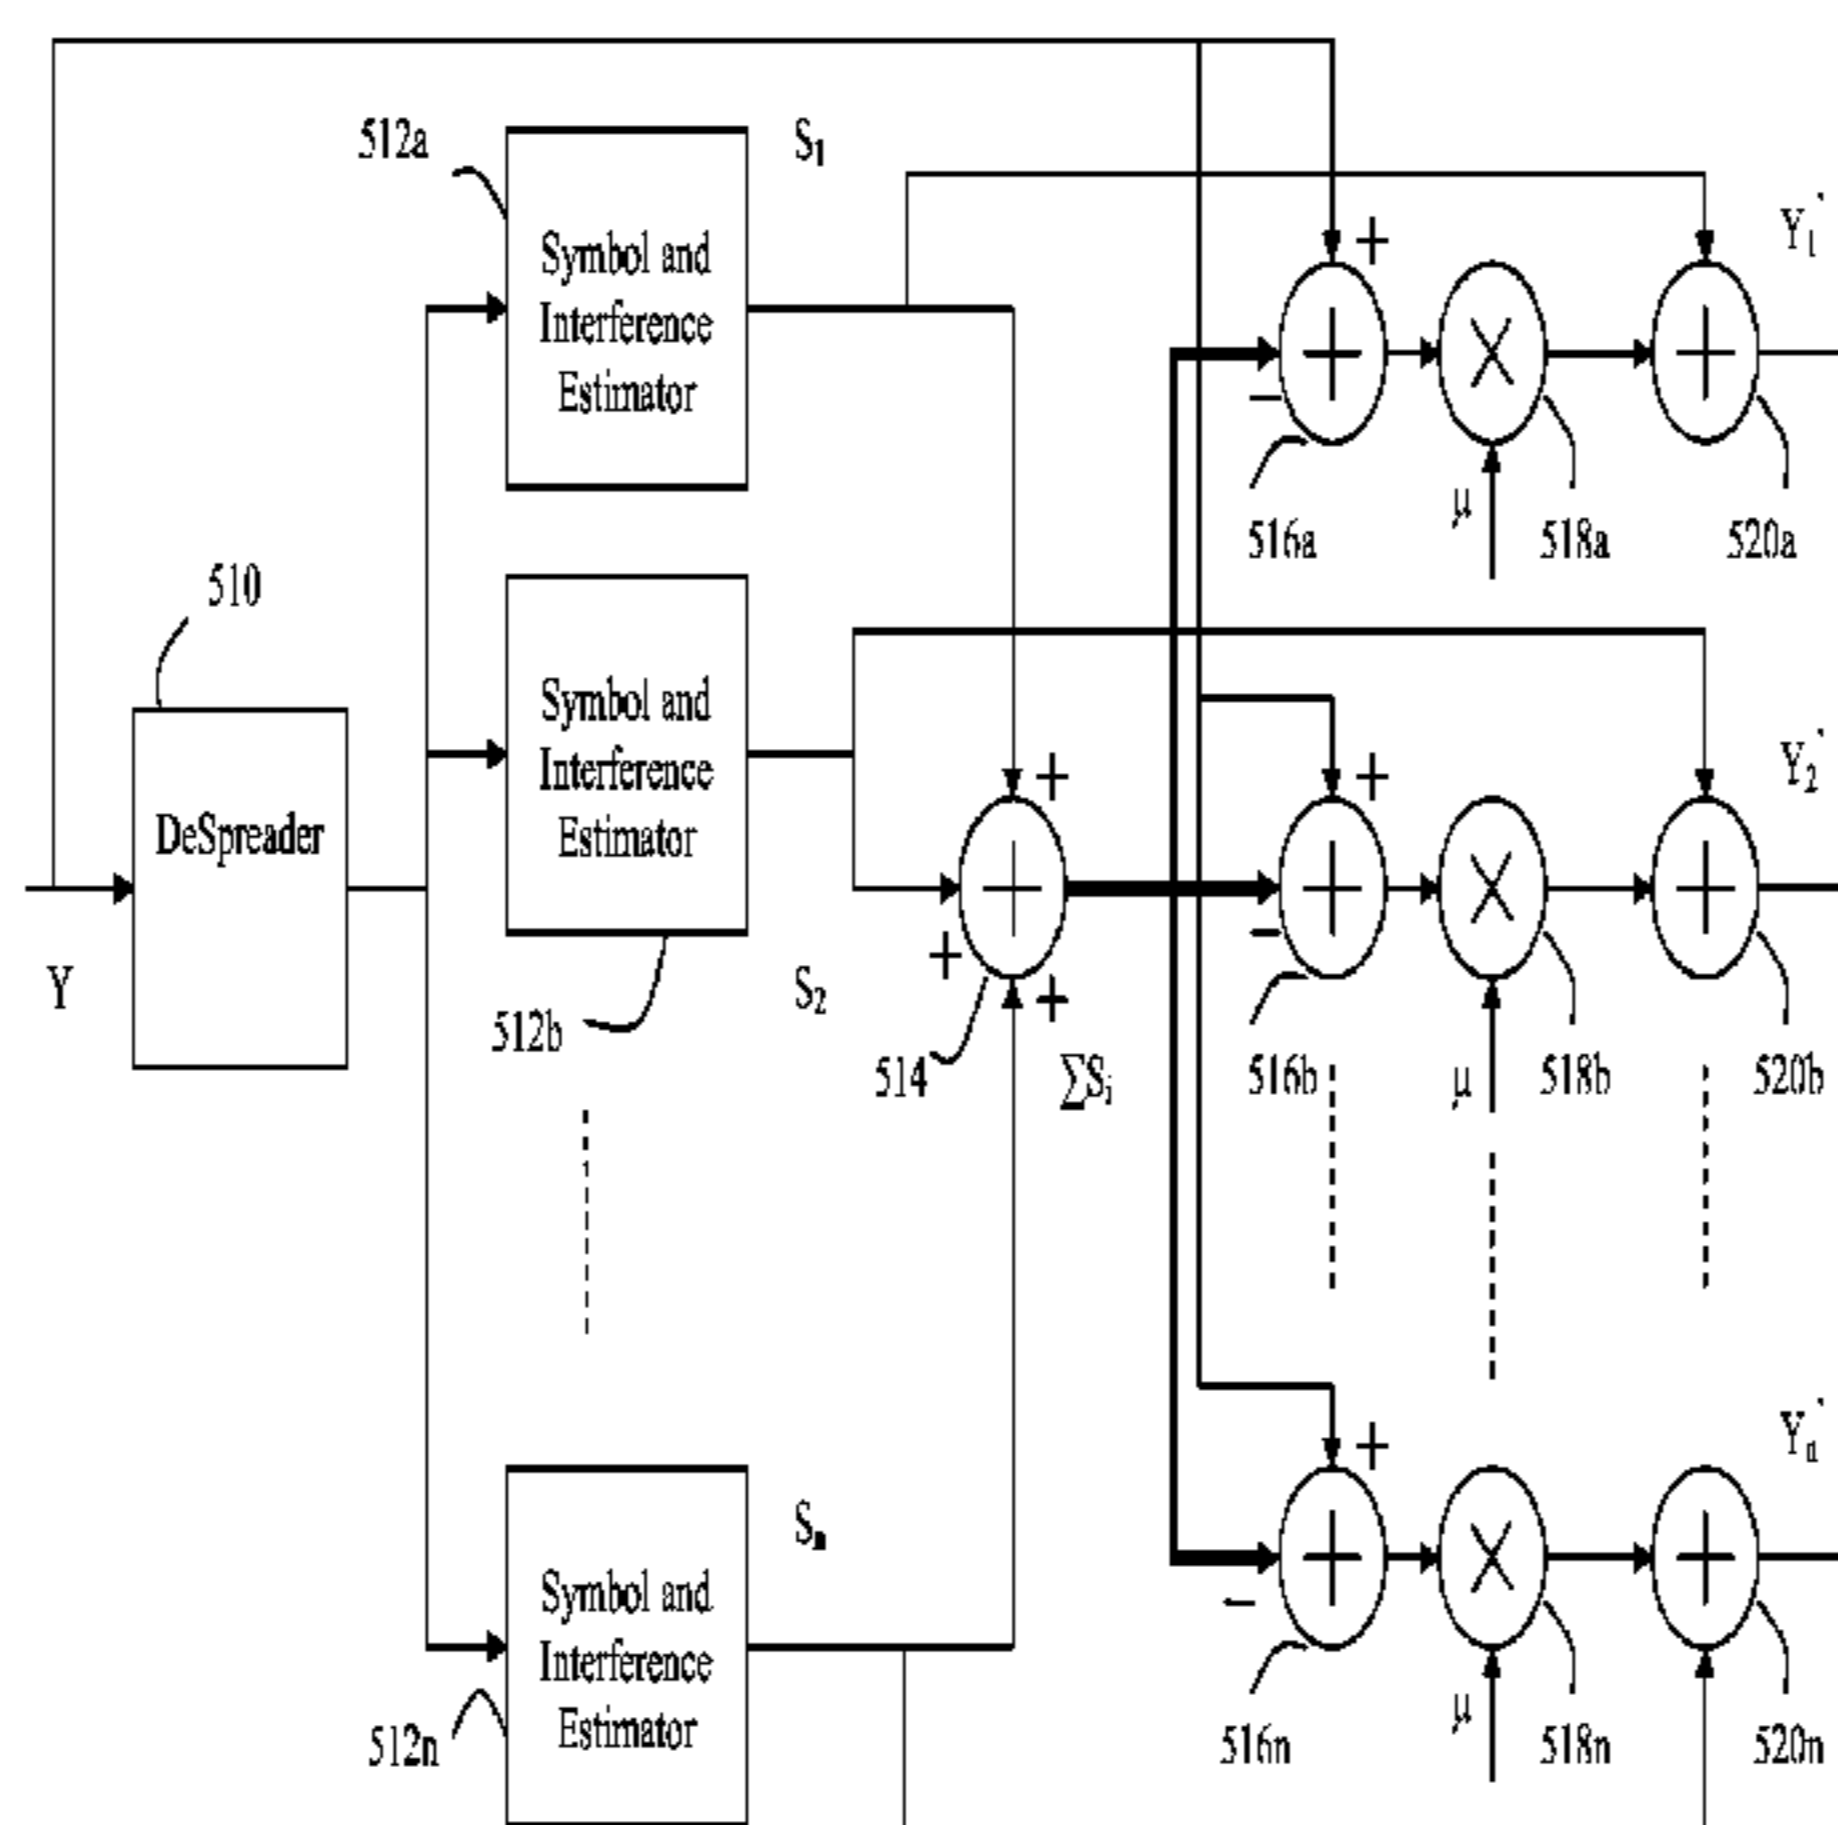 512a
S1
Y1'
+
Symbol and
Interference
Estimator
−
μ
516a
518a
520a
510
Symbol and
Interference
Estimator
Y2'
+
+
DeSpreader
+
−
+
Y
S2
512b
514
ΣSi
516b
μ
518b
520b
Yn'
+
Sn
Symbol and
Interference
Estimator
−
μ
512n
516n
518n
520n